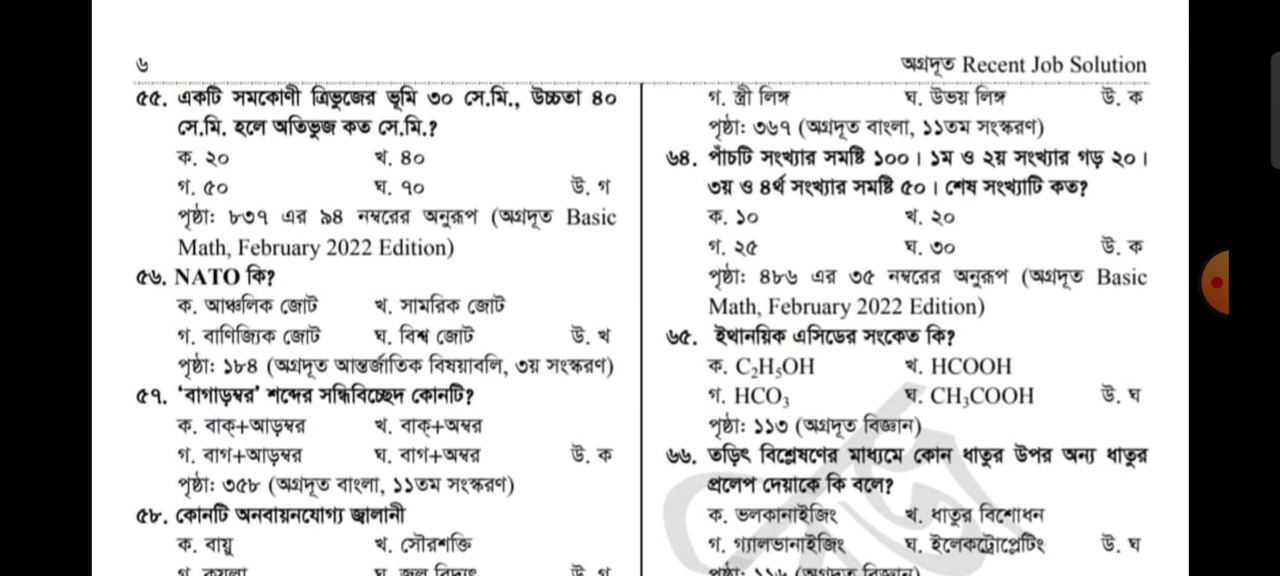 ৬
অগ্রদূত Recent Job Solution
৫৫. একটি সমকোণী ত্রিভুজের ভূমি ৩০ সে.মি., উচ্চতা ৪০
সে.মি. হলে অতিভুজ কত সে.মি.?
ক. ২০ খ. ৪০
গ. ৫০ ঘ. ৭০ উ. গ
পৃষ্ঠা: ৮৩৭ এর ৯৪ নম্বরের অনুরূপ (অগ্রদূত Basic
Math, February 2022 Edition)
৫৬. NATO কি?
ক. আঞ্চলিক জোট খ. সামরিক জোট
গ. বাণিজ্যিক জোট ঘ. বিশ্ব জোট উ. খ
পৃষ্ঠা: ১৮৪ (অগ্রদূত আন্তর্জাতিক বিষয়াবলি, ৩য় সংস্করণ)
৫৭. ‘বাগাড়ম্বর’ শব্দের সন্ধিবিচ্ছেদ কোনটি?
ক. বাক্+আড়ম্বর খ. বাক্+অম্বর
গ. বাগ+আড়ম্বর ঘ. বাগ+অম্বর উ. ক
পৃষ্ঠা: ৩৫৮ (অগ্রদূত বাংলা, ১১তম সংস্করণ)
৫৮. কোনটি অনবায়নযোগ্য জ্বালানী
ক. বায়ু খ. সৌরশক্তি
গ. কয়লা ঘ. জল বিদ্যুৎ উ. গ
গ. স্ত্রী লিঙ্গ ঘ. উভয় লিঙ্গ উ. ক
পৃষ্ঠা: ৩৬৭ (অগ্রদূত বাংলা, ১১তম সংস্করণ)
৬৪. পাঁচটি সংখ্যার সমষ্টি ১০০। ১ম ও ২য় সংখ্যার গড় ২০।
৩য় ও ৪র্থ সংখ্যার সমষ্টি ৫০। শেষ সংখ্যাটি কত?
ক. ১০ খ. ২০
গ. ২৫ ঘ. ৩০ উ. ক
পৃষ্ঠা: ৪৮৬ এর ৩৫ নম্বরের অনুরূপ (অগ্রদূত Basic
Math, February 2022 Edition)
৬৫. ইথানয়িক এসিডের সংকেত কি?
ক. C₂H₅OH খ. HCOOH
গ. HCO₃ ঘ. CH₃COOH উ. ঘ
পৃষ্ঠা: ১১৩ (অগ্রদূত বিজ্ঞান)
৬৬. তড়িৎ বিশ্লেষণের মাধ্যমে কোন ধাতুর উপর অন্য ধাতুর
প্রলেপ দেয়াকে কি বলে?
ক. ভলকানাইজিং খ. ধাতুর বিশোধন
গ. গ্যালভানাইজিং ঘ. ইলেকট্রোপ্লেটিং উ. ঘ
পৃষ্ঠা: ১১৬ (অগ্রদূত বিজ্ঞান)